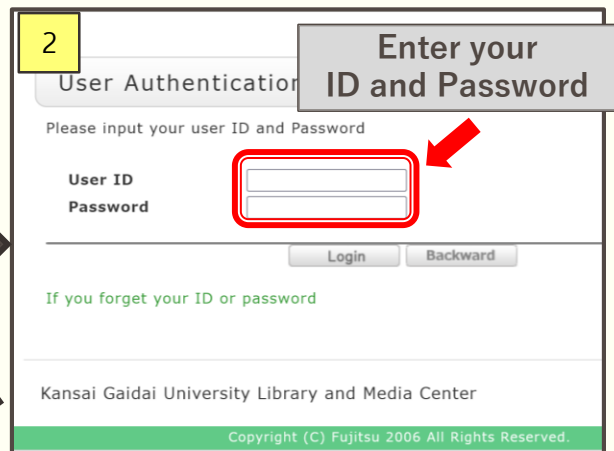 2
Enter your
ID and Password
User Authentication
Please input your user ID and Password
User ID
Password
Login Backward
If you forget your ID or password
Kansai Gaidai University Library and Media Center
Copyright (C) Fujitsu 2006 All Rights Reserved.